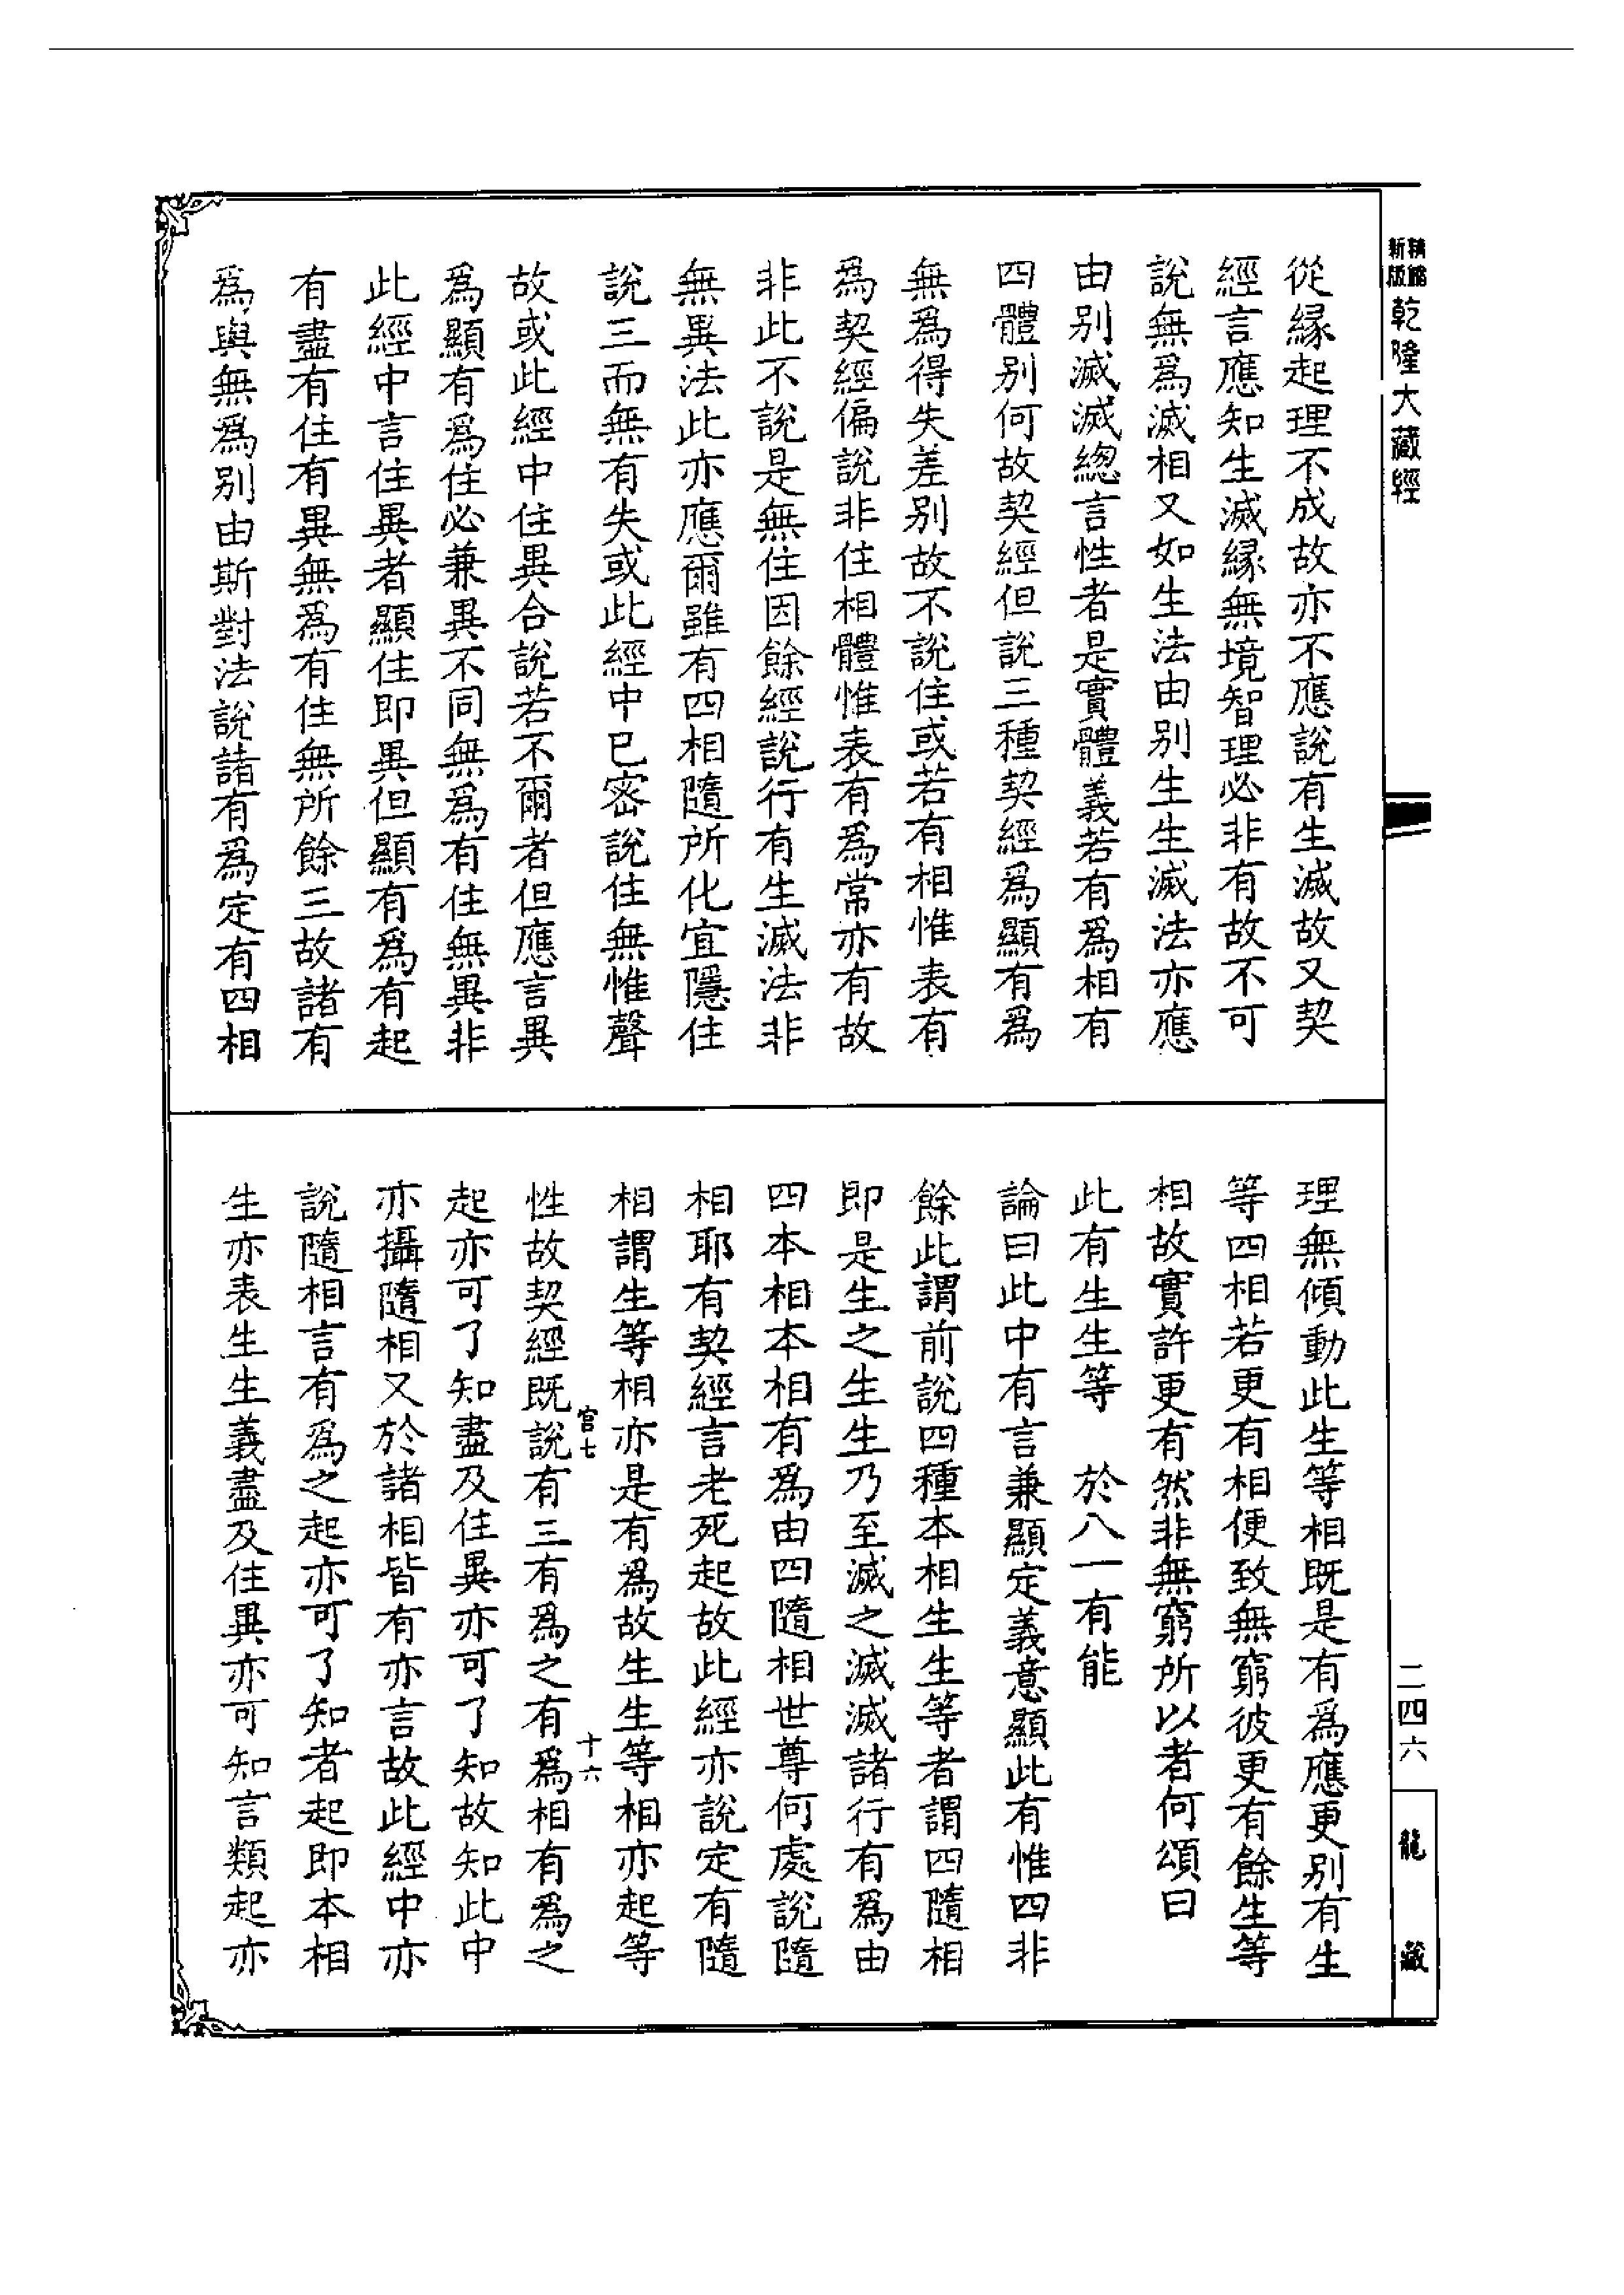 新版精縮乾隆大藏經
從緣起理不成故亦不應說有生滅故又契
經言應知生滅緣無境智理必非有故不可
說無為滅相又如生法由別生生滅法亦應
由別滅滅總言性者是實體義若有為相有
四體別何故契經但說三種契經為顯有為
無為得失差別故不說住或若有相惟表有
為契經偏說非住相體惟表有為常亦有故
非此不說是無住因餘經說行有生滅法非
無異法此亦應爾雖有四相隨所化宜隱住
說三而無有失或此經中已密說住無惟聲
故或此經中住異合說若不爾者但應言異
為顯有為住必兼異不同無為有住無異非
此經中言住異者顯住即異但顯有為有起
有盡有住有異無為有住無所餘三故諸有
為與無為別由斯對法說諸有為定有四相
理無傾動此生等相既是有為應更別有生
等四相若更有相便致無窮彼更有餘生等
相故實許更有然非無窮所以者何頌曰
此有生生等　於八一有能
論曰此中有言兼顯定義意顯此有惟四非
餘此謂前說四種本相生生等者謂四隨相
即是生之生生乃至滅之滅滅諸行有為由
四本相本相有為由四隨相世尊何處說隨
相耶有契經言老死起故此經亦說定有隨
相謂生等相亦是有為故生生等相亦起等
宮七
十六
性故契經既說有三有為之有為相有為之
起亦可了知盡及住異亦可了知故知此中
亦攝隨相又於諸相皆有亦言故此經中亦
說隨相言有為之起亦可了知者起即本相
生亦表生生義盡及住異亦可知言類起亦
二四六
龍藏